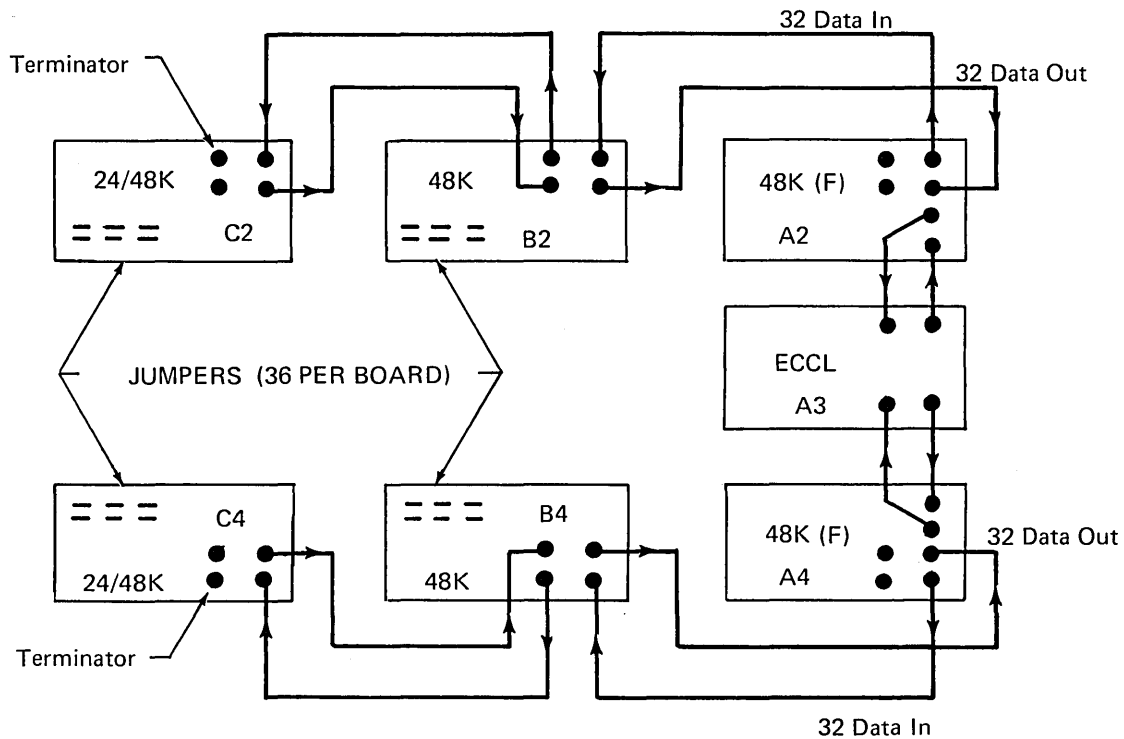 32 Data In
Terminator
32 Data Out
24/48K
C2
48K
B2
48K (F)
A2
JUMPERS (36 PER BOARD)
ECCL
A3
C4
24/48K
B4
48K
48K (F)
A4
32 Data Out
Terminator
32 Data In